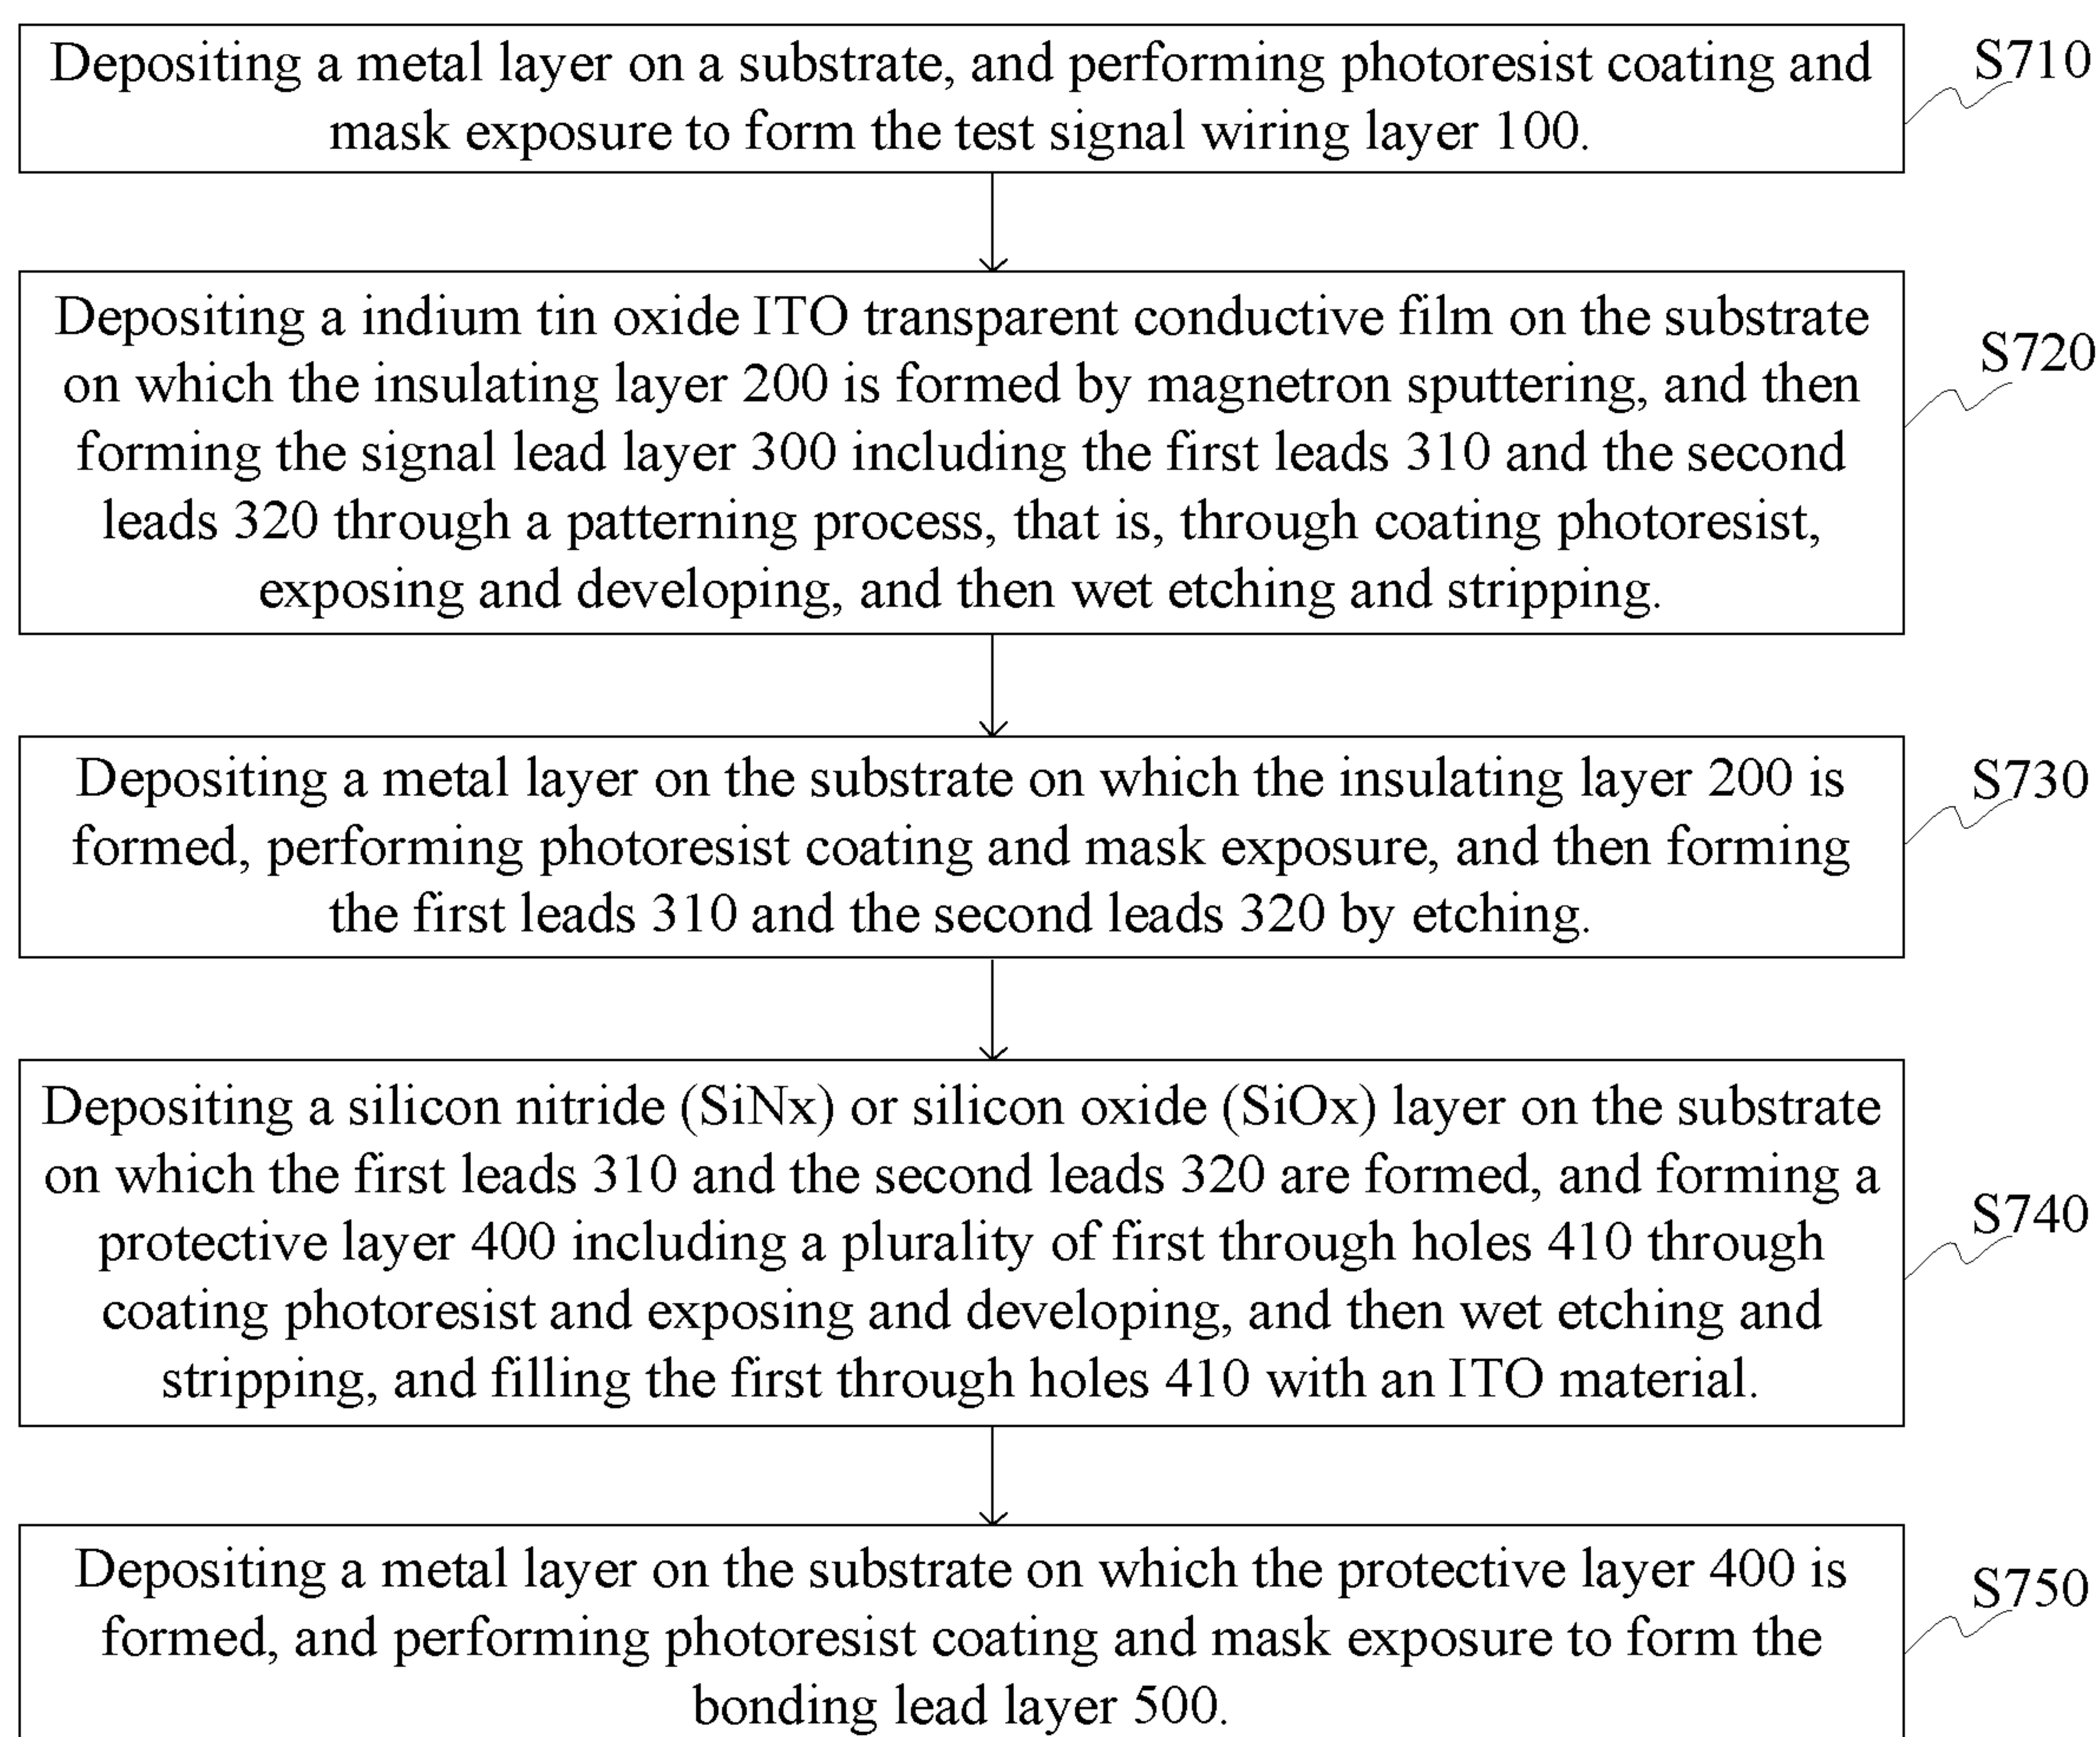 Depositing a metal layer on a substrate, and performing photoresist coating and
mask exposure to form the test signal wiring layer 100.
S710
Depositing a indium tin oxide ITO transparent conductive film on the substrate
on which the insulating layer 200 is formed by magnetron sputtering, and then
forming the signal lead layer 300 including the first leads 310 and the second
leads 320 through a patterning process, that is, through coating photoresist,
exposing and developing, and then wet etching and stripping.
S720
Depositing a metal layer on the substrate on which the insulating layer 200 is
formed, performing photoresist coating and mask exposure, and then forming
the first leads 310 and the second leads 320 by etching.
S730
Depositing a silicon nitride (SiNx) or silicon oxide (SiOx) layer on the substrate
on which the first leads 310 and the second leads 320 are formed, and forming a
protective layer 400 including a plurality of first through holes 410 through
coating photoresist and exposing and developing, and then wet etching and
stripping, and filling the first through holes 410 with an ITO material.
S740
Depositing a metal layer on the substrate on which the protective layer 400 is
formed, and performing photoresist coating and mask exposure to form the
bonding lead layer 500.
S750